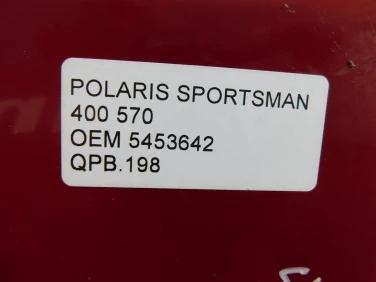 POLARIS SPORTSMAN
400 570
OEM 5453642
QPB.198